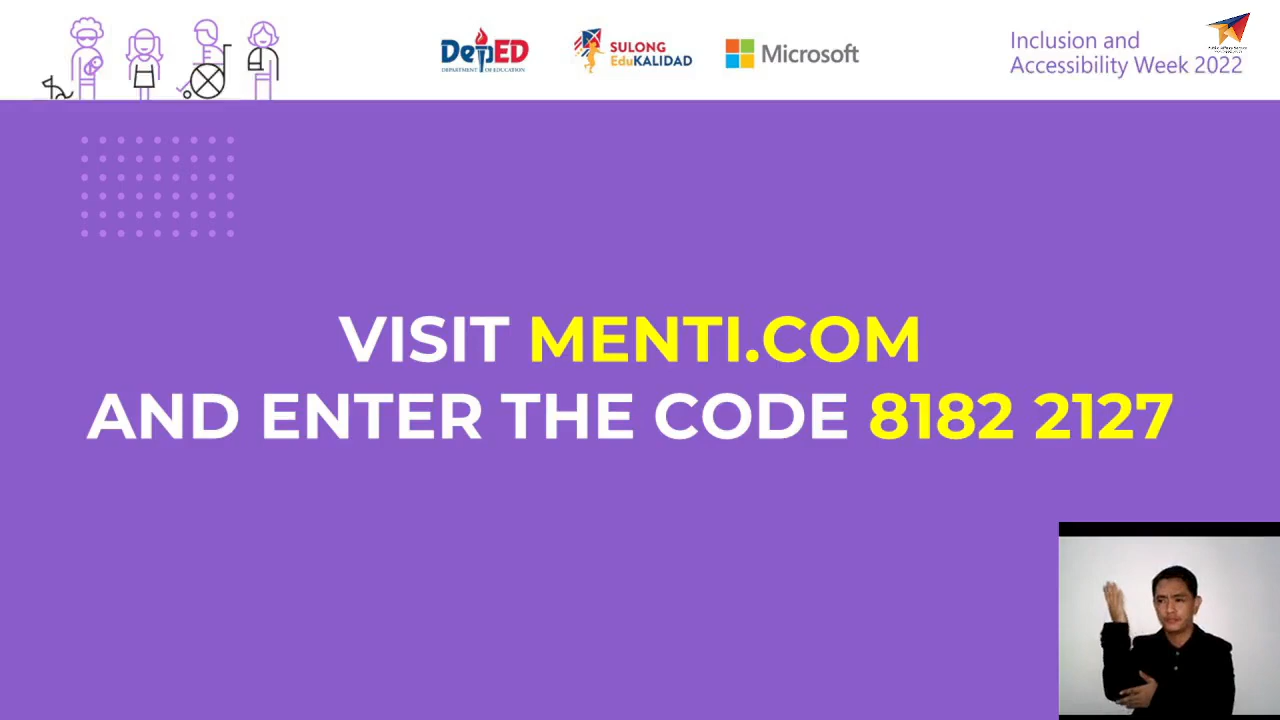 DepED
DEPARTMENT OF EDUCATION
SULONG
EduKALIDAD
Microsoft
Inclusion and
Accessibility Week 2022
VISIT MENTI.COM
AND ENTER THE CODE 8182 2127